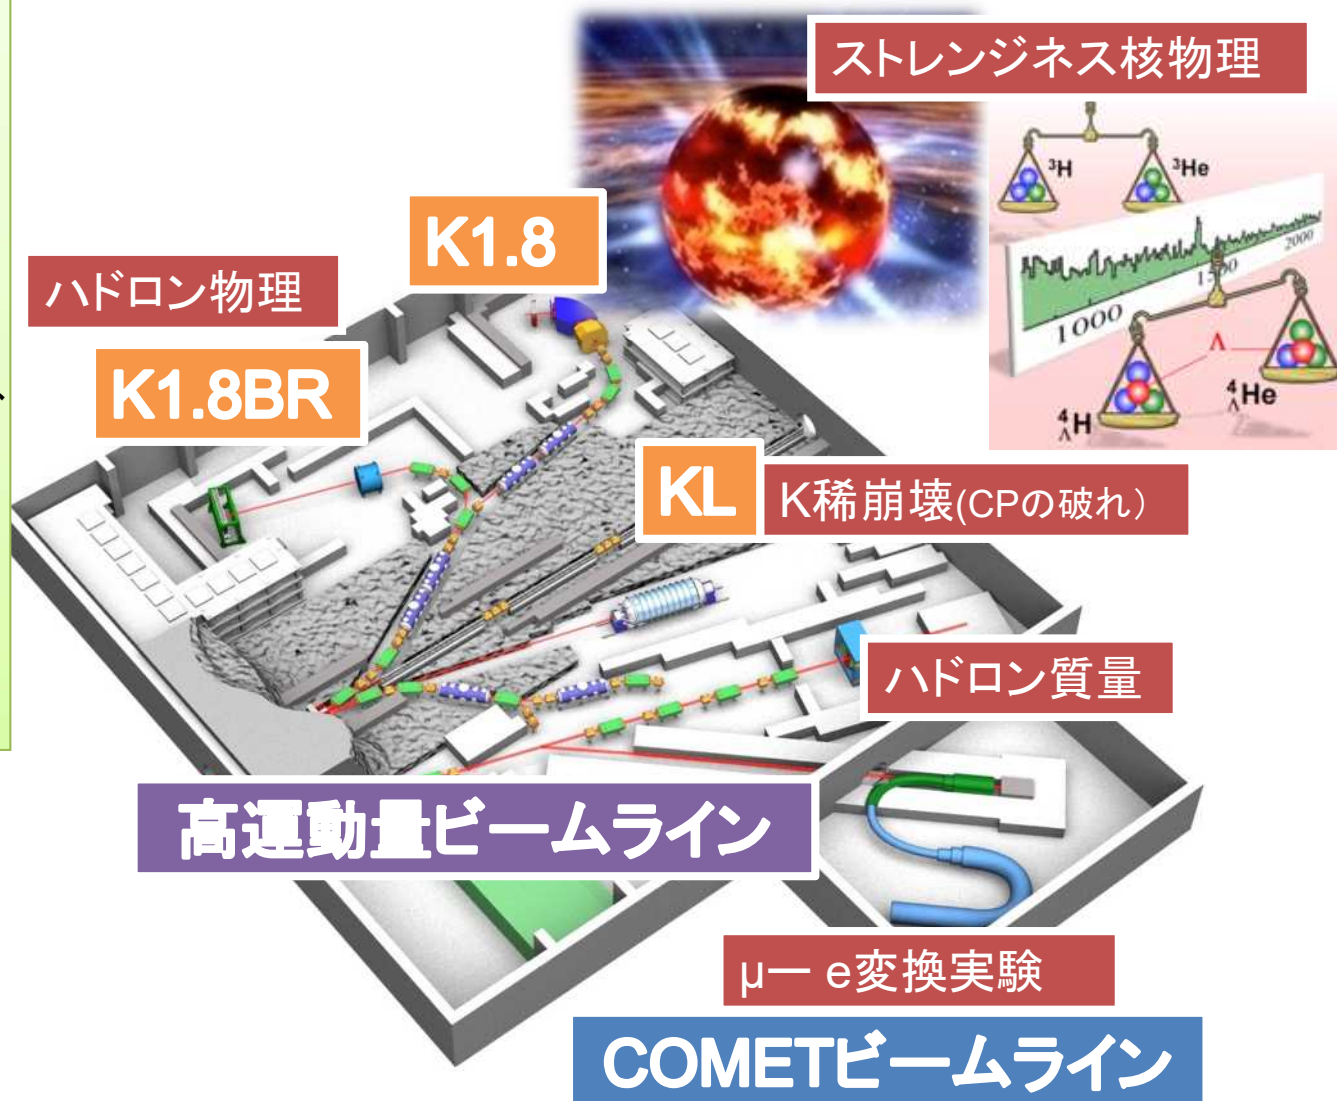 ストレンジネス核物理
³H
³He
2000
1000
Λ
⁴ΛH
⁴ΛHe
K1.8
ハドロン物理
K1.8BR
KL
K稀崩壊(CPの破れ）
ハドロン質量
高運動量ビームライン
μー e変換実験
COMETビームライン